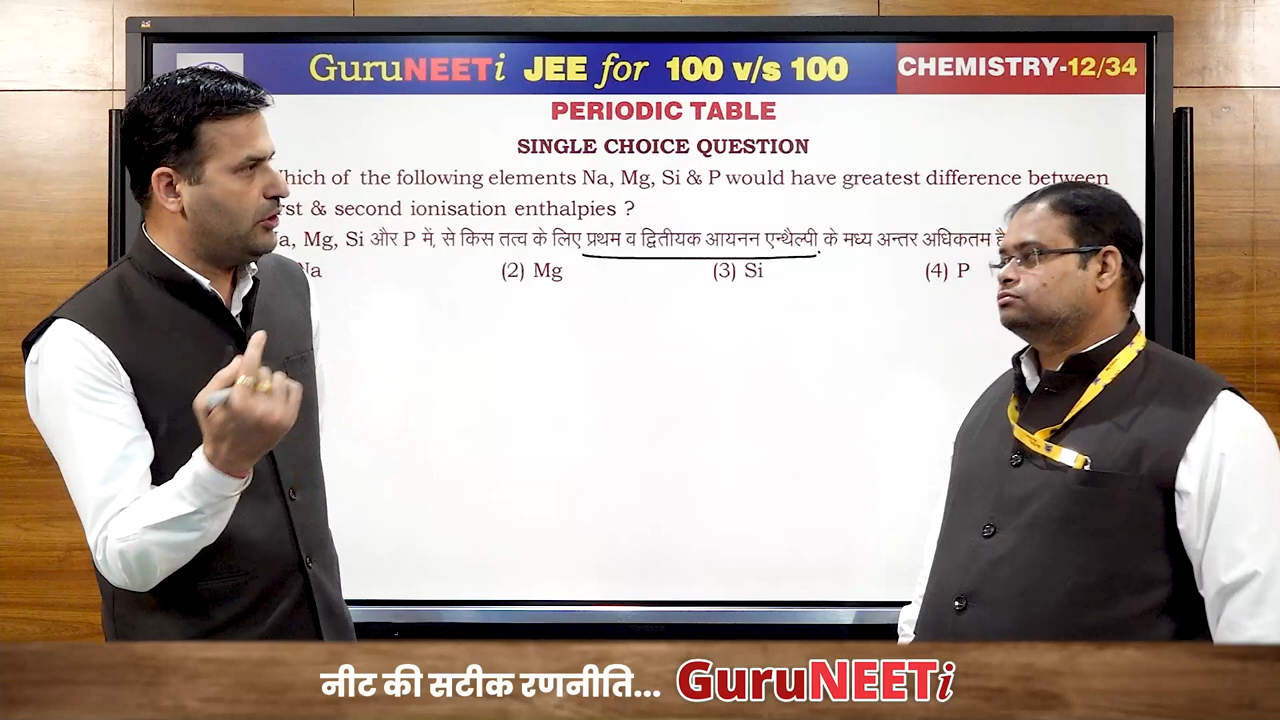 GuruNEETi JEE for 100 v/s 100
CHEMISTRY-12/34
PERIODIC TABLE
SINGLE CHOICE QUESTION
of the following elements Na, Mg, Si & P would have greatest difference between
& second ionisation enthalpies ?
Mg, Si और P में, से किस तत्व के लिए प्रथम व द्वितीयक आयनन एन्थैल्पी के मध्य अन्तर अधिकतम
Na (2) Mg (3) Si (4) P
नीट की सटीक रणनीति... GuruNEETi